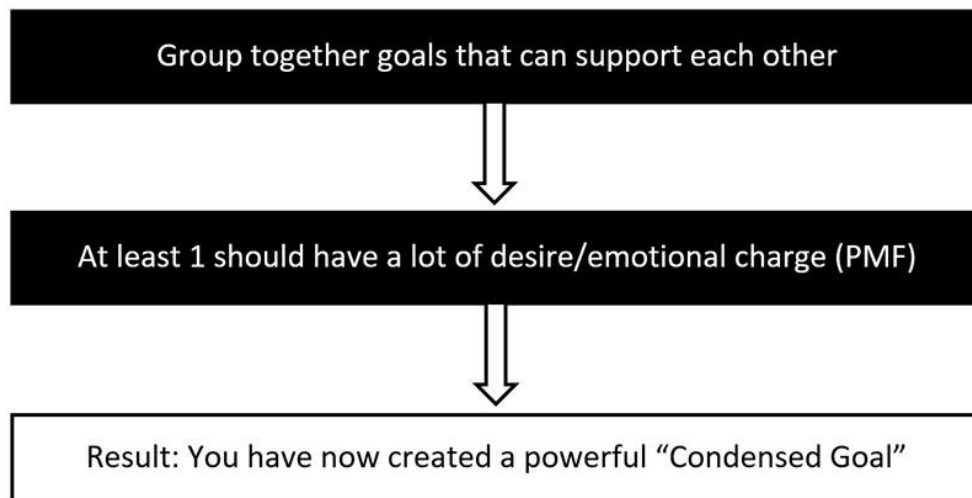 Group together goals that can support each other
At least 1 should have a lot of desire/emotional charge (PMF)
Result: You have now created a powerful “Condensed Goal”